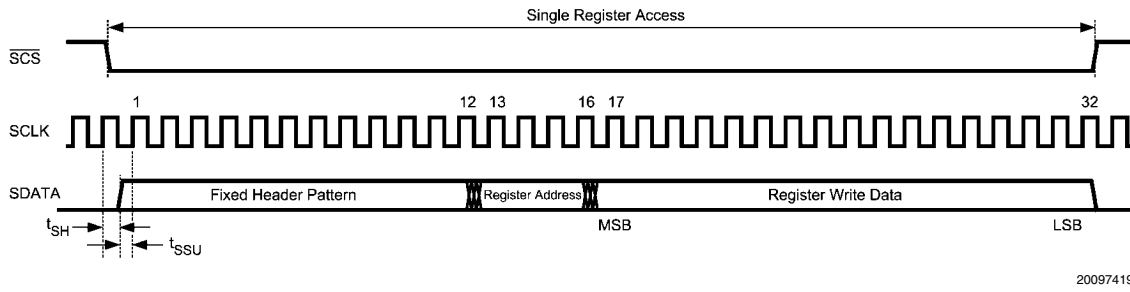 Single Register Access
SCS
1 12 13 16 17 32
SCLK
SDATA Fixed Header Pattern Register Address Register Write Data
tSH MSB LSB
tSSU
20097419